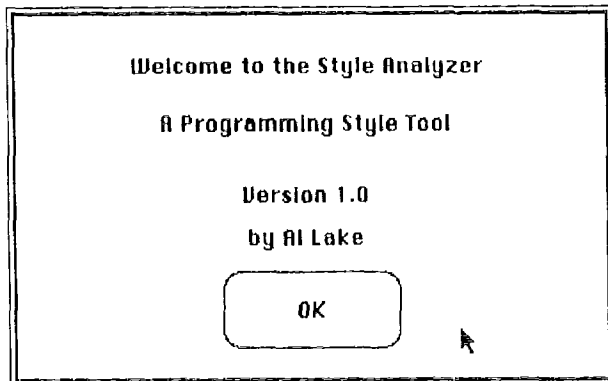 Welcome to the Style Analyzer
A Programming Style Tool
Version 1.0
by Al Lake
OK